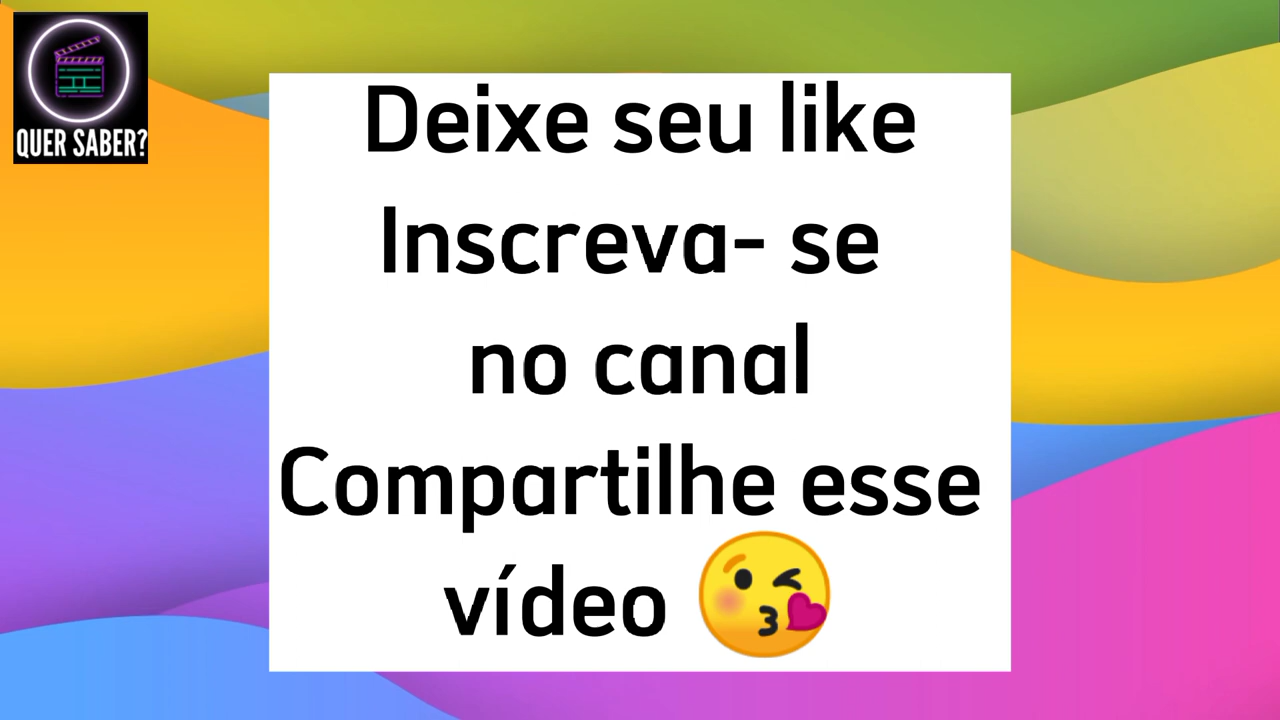 QUER SABER?
Deixe seu like
Inscreva- se
no canal
Compartilhe esse
vídeo 😘